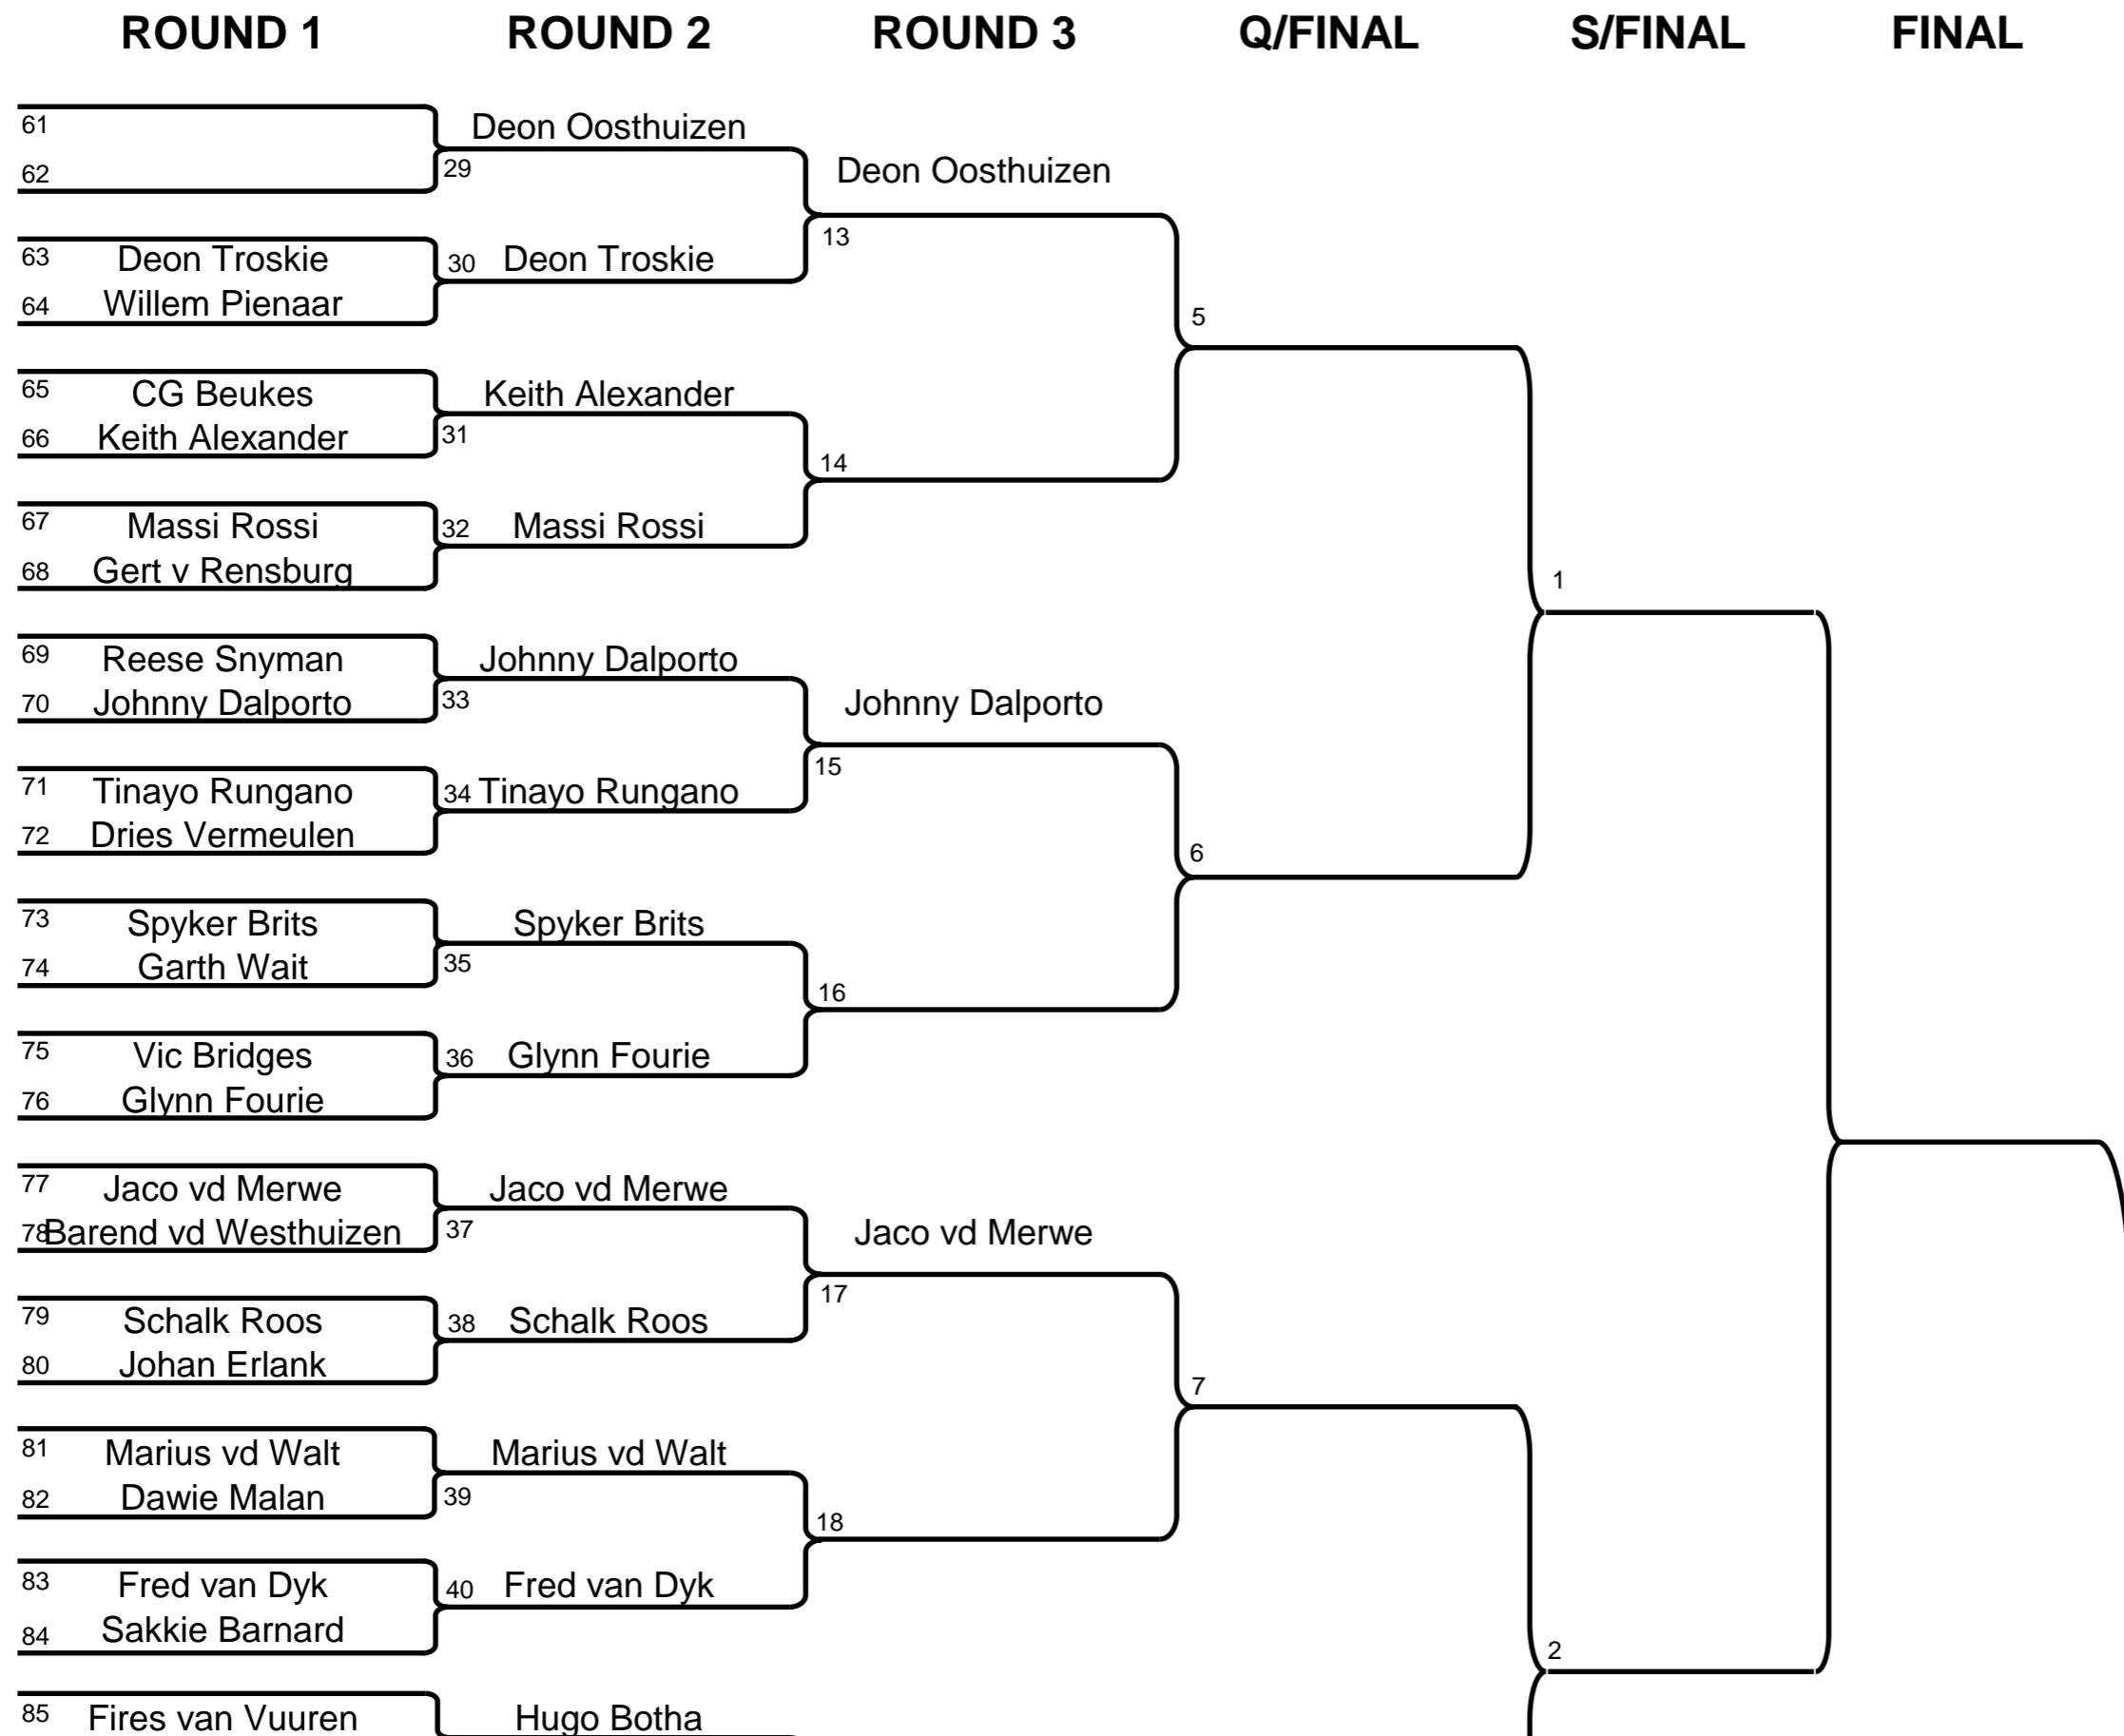 ROUND 1 ROUND 2 ROUND 3 Q/FINAL S/FINAL FINAL
61 Deon Oosthuizen
62 29 Deon Oosthuizen
13
63 Deon Troskie 30 Deon Troskie
64 Willem Pienaar 5
65 CG Beukes Keith Alexander
66 Keith Alexander 31
14
67 Massi Rossi 32 Massi Rossi
68 Gert v Rensburg 1
69 Reese Snyman Johnny Dalporto
70 Johnny Dalporto 33 Johnny Dalporto
15
71 Tinayo Rungano 34 Tinayo Rungano
72 Dries Vermeulen 6
73 Spyker Brits Spyker Brits
74 Garth Wait 35
16
75 Vic Bridges 36 Glynn Fourie
76 Glynn Fourie
77 Jaco vd Merwe Jaco vd Merwe
78 Barend vd Westhuizen 37 Jaco vd Merwe
17
79 Schalk Roos 38 Schalk Roos
80 Johan Erlank 7
81 Marius vd Walt Marius vd Walt
82 Dawie Malan 39
18
83 Fred van Dyk 40 Fred van Dyk
84 Sakkie Barnard 2
85 Fires van Vuuren Hugo Botha